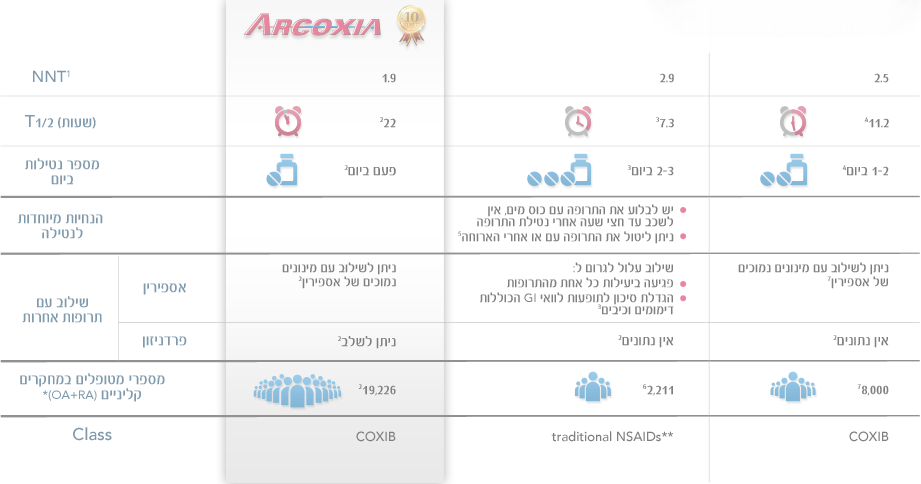 ARCOXIA
10
NNT¹
1.9
2.9
2.5
T1/2 (שעות)
²22
³7.3
⁴11.2
מספר נטילות
ביום
פעם ביום²
2-3 ביום³
1-2 ביום⁴
הנחיות מיוחדות
לנטילה
יש לבלוע את התרופה עם כוס מים, אין
לשכב עד חצי שעה אחרי נטילת התרופה
ניתן ליטול את התרופה עם או אחרי הארוחה⁵
שילוב עם
תרופות אחרות
אספירין
ניתן לשילוב עם מינונים
נמוכים של אספירין²
שילוב עלול לגרום ל:
פגיעה ביעילות כל אחת מהתרופות
הגדלת סיכון לתופעות לוואי GI הכוללות
דימומים וכיבים³
ניתן לשילוב עם מינונים נמוכים
של אספירין⁷
פרדניזון
ניתן לשלב²
אין נתונים²
אין נתונים²
מספרי מטופלים במחקרים
קליניים (OA+RA)*
²19,226
⁶2,211
⁷8,000
Class
COXIB
traditional NSAIDs**
COXIB